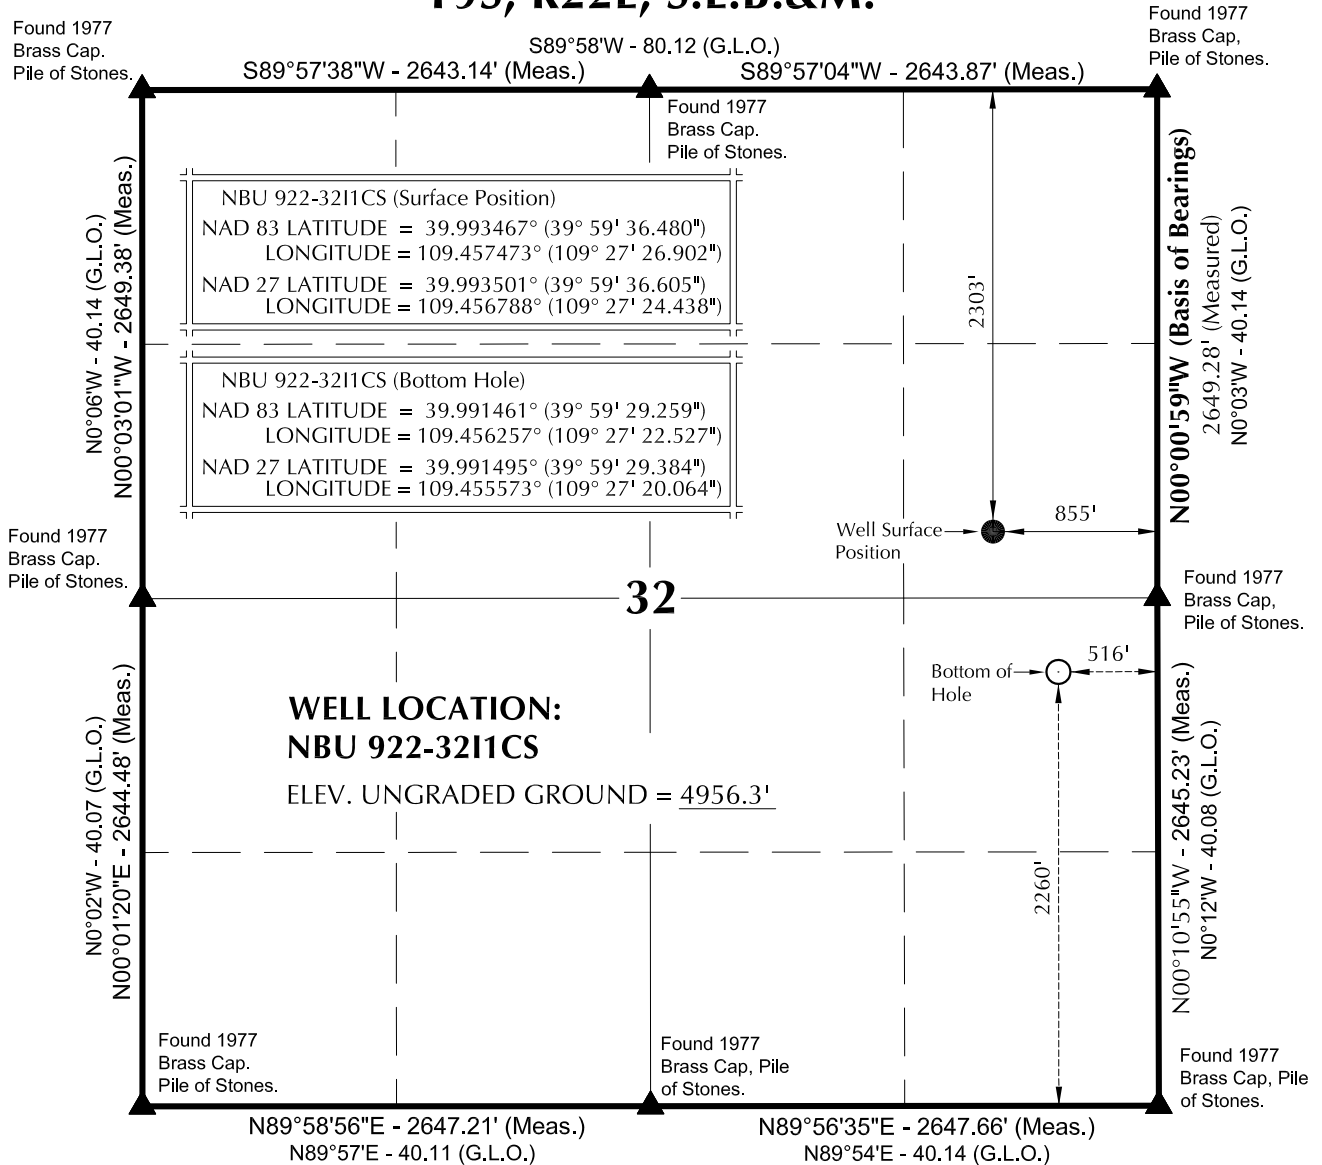 T9S, R22E, S.L.B.&M.
Found 1977
Brass Cap.
Pile of Stones.
S89°58'W - 80.12 (G.L.O.)
S89°57'38"W - 2643.14' (Meas.)
S89°57'04"W - 2643.87' (Meas.)
Found 1977
Brass Cap,
Pile of Stones.
Found 1977
Brass Cap.
Pile of Stones.
N0°06'W - 40.14 (G.L.O.)
N00°03'01"W - 2649.38' (Meas.)
NBU 922-32I1CS (Surface Position)
NAD 83 LATITUDE = 39.993467° (39° 59' 36.480")
LONGITUDE = 109.457473° (109° 27' 26.902")
NAD 27 LATITUDE = 39.993501° (39° 59' 36.605")
LONGITUDE = 109.456788° (109° 27' 24.438")
NBU 922-32I1CS (Bottom Hole)
NAD 83 LATITUDE = 39.991461° (39° 59' 29.259")
LONGITUDE = 109.456257° (109° 27' 22.527")
NAD 27 LATITUDE = 39.991495° (39° 59' 29.384")
LONGITUDE = 109.455573° (109° 27' 20.064")
2303'
N00°00'59"W (Basis of Bearings)
2649.28' (Measured)
N0°03'W - 40.14 (G.L.O.)
855'
Well Surface
Position
Found 1977
Brass Cap.
Pile of Stones.
32
Found 1977
Brass Cap,
Pile of Stones.
516'
Bottom of
Hole
WELL LOCATION:
NBU 922-32I1CS
ELEV. UNGRADED GROUND = 4956.3'
N0°02'W - 40.07 (G.L.O.)
N00°01'20"E - 2644.48' (Meas.)
2260'
N00°10'55"W - 2645.23' (Meas.)
N0°12'W - 40.08 (G.L.O.)
Found 1977
Brass Cap.
Pile of Stones.
Found 1977
Brass Cap, Pile
of Stones.
Found 1977
Brass Cap, Pile
of Stones.
N89°58'56"E - 2647.21' (Meas.)
N89°57'E - 40.11 (G.L.O.)
N89°56'35"E - 2647.66' (Meas.)
N89°54'E - 40.14 (G.L.O.)